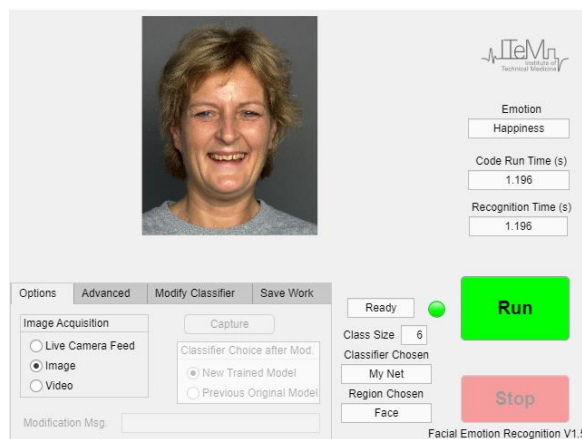 ITeM
Institute of
Technical Medicine
Emotion
Happiness
Code Run Time (s)
1.196
Recognition Time (s)
1.196
Options Advanced Modify Classifier Save Work
Image Acquisition
Live Camera Feed
Image
Video
Capture
Classifier Choice after Mod.
New Trained Model
Previous Original Model
Modification Msg.
Ready
Class Size 6
Classifier Chosen
My Net
Region Chosen
Face
Run
Stop
Facial Emotion Recognition V1.5